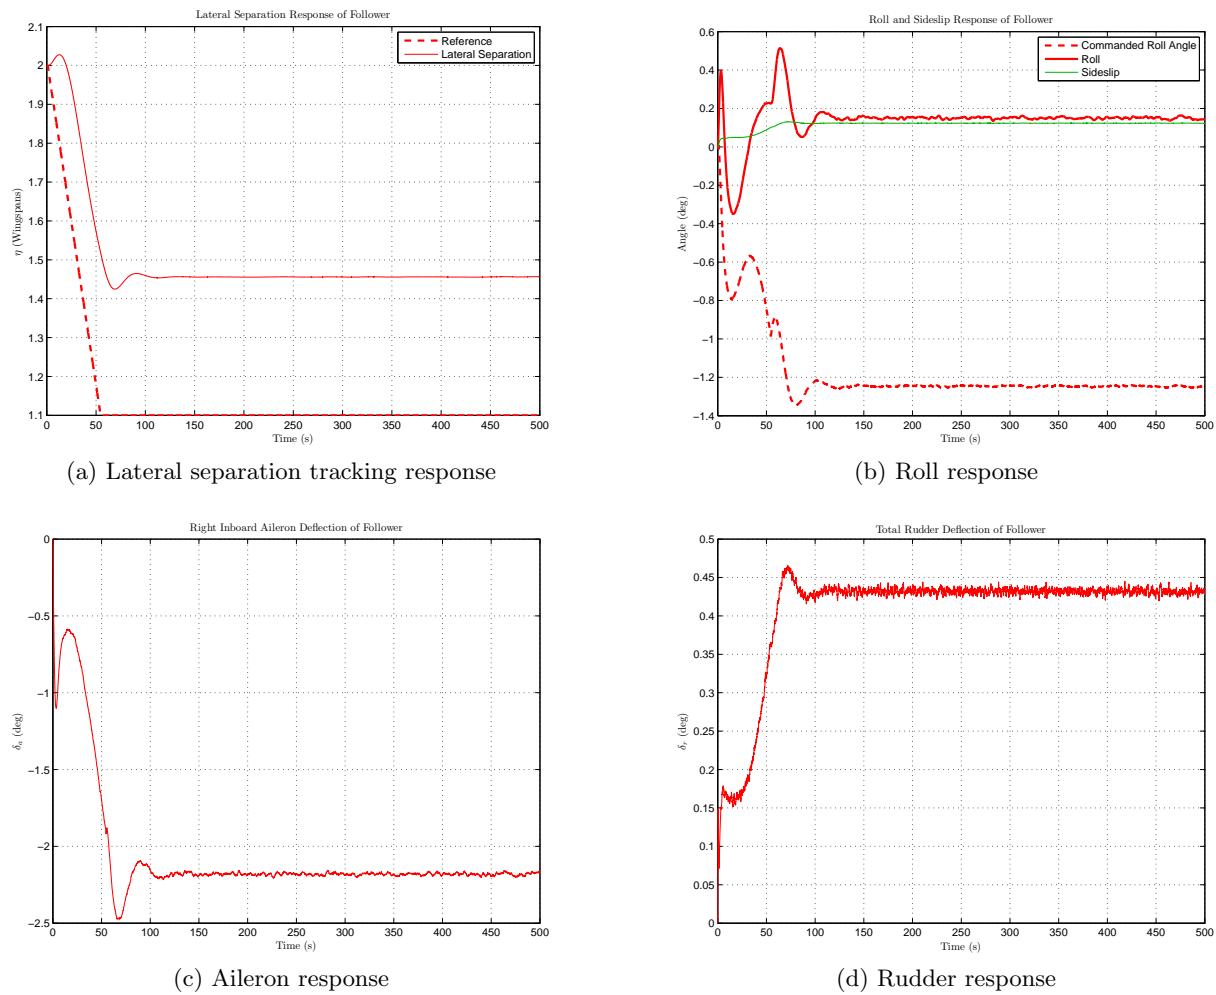 Lateral Separation Response of Follower
2.1
2
1.9
1.8
1.7
1.6
1.5
1.4
1.3
1.2
1.1
η (Wingspans)
Reference
Lateral Separation
0 50 100 150 200 250 300 350 400 450 500
Time (s)
(a) Lateral separation tracking response
Roll and Sideslip Response of Follower
0.6
0.4
0.2
0
−0.2
−0.4
−0.6
−0.8
−1
−1.2
−1.4
Angle (deg)
Commanded Roll Angle
Roll
Sideslip
0 50 100 150 200 250 300 350 400 450 500
Time (s)
(b) Roll response
Right Inboard Aileron Deflection of Follower
0
−0.5
−1
−1.5
−2
−2.5
δa (deg)
0 50 100 150 200 250 300 350 400 450 500
Time (s)
(c) Aileron response
Total Rudder Deflection of Follower
0.5
0.45
0.4
0.35
0.3
0.25
0.2
0.15
0.1
0.05
0
δr (deg)
0 50 100 150 200 250 300 350 400 450 500
Time (s)
(d) Rudder response